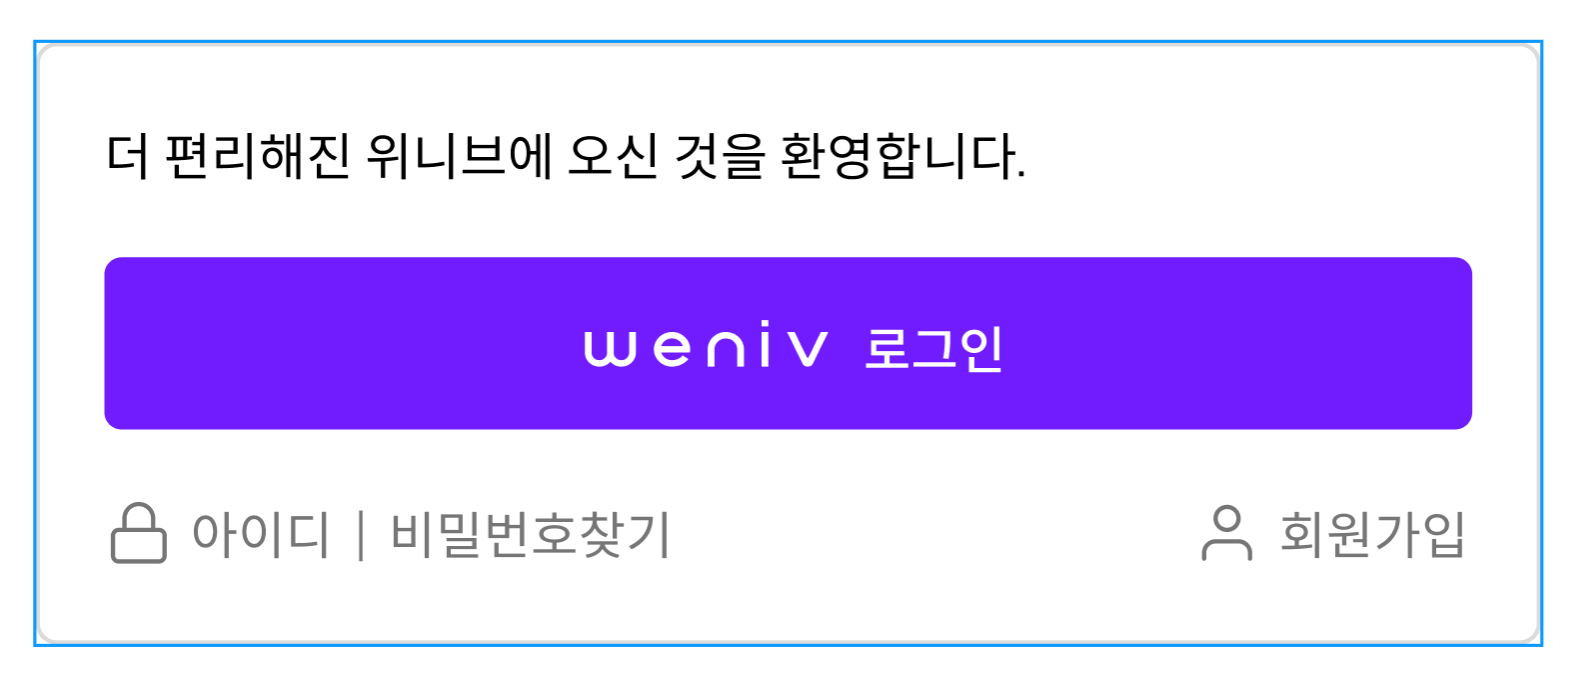 더 편리해진 위니브에 오신 것을 환영합니다.
weniv 로그인
아이디 | 비밀번호찾기
회원가입